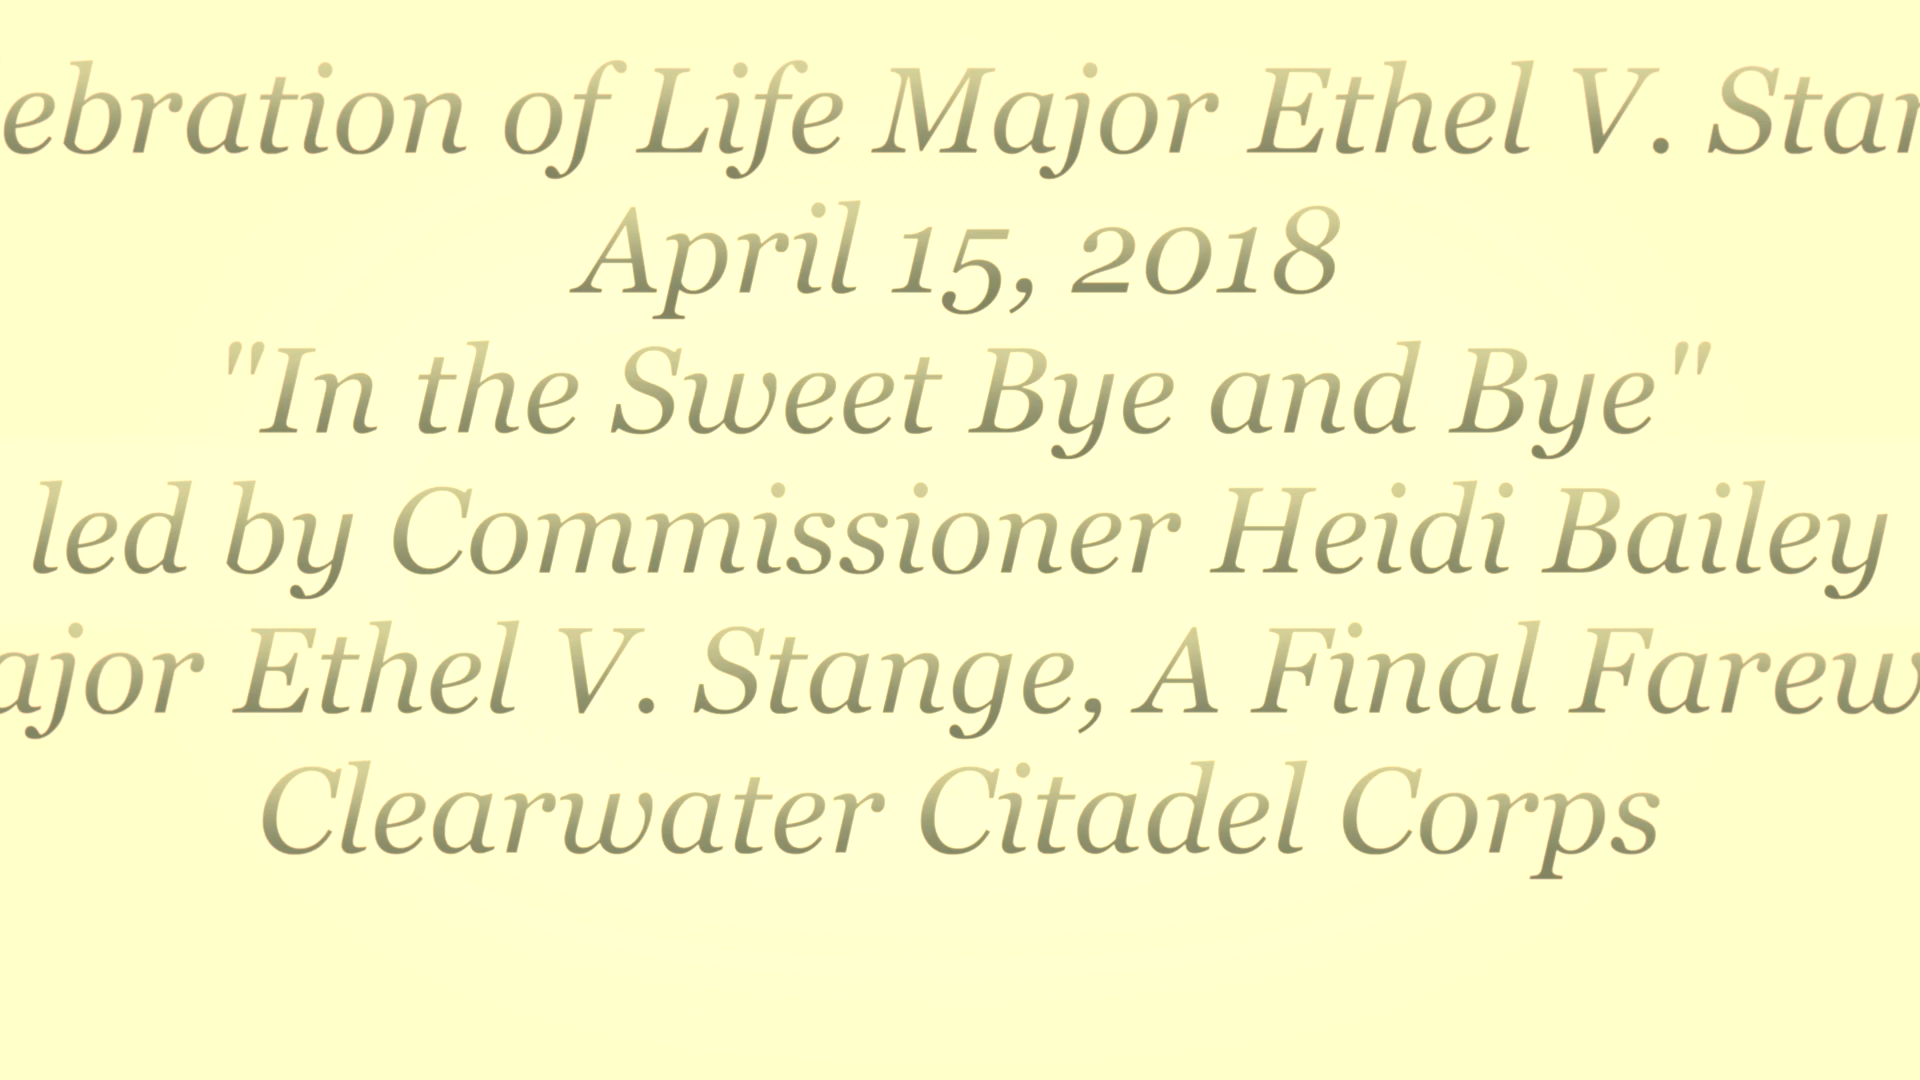 ebration of Life Major Ethel V. Stan
April 15, 2018
"In the Sweet Bye and Bye"
led by Commissioner Heidi Bailey
ajor Ethel V. Stange, A Final Farew
Clearwater Citadel Corps